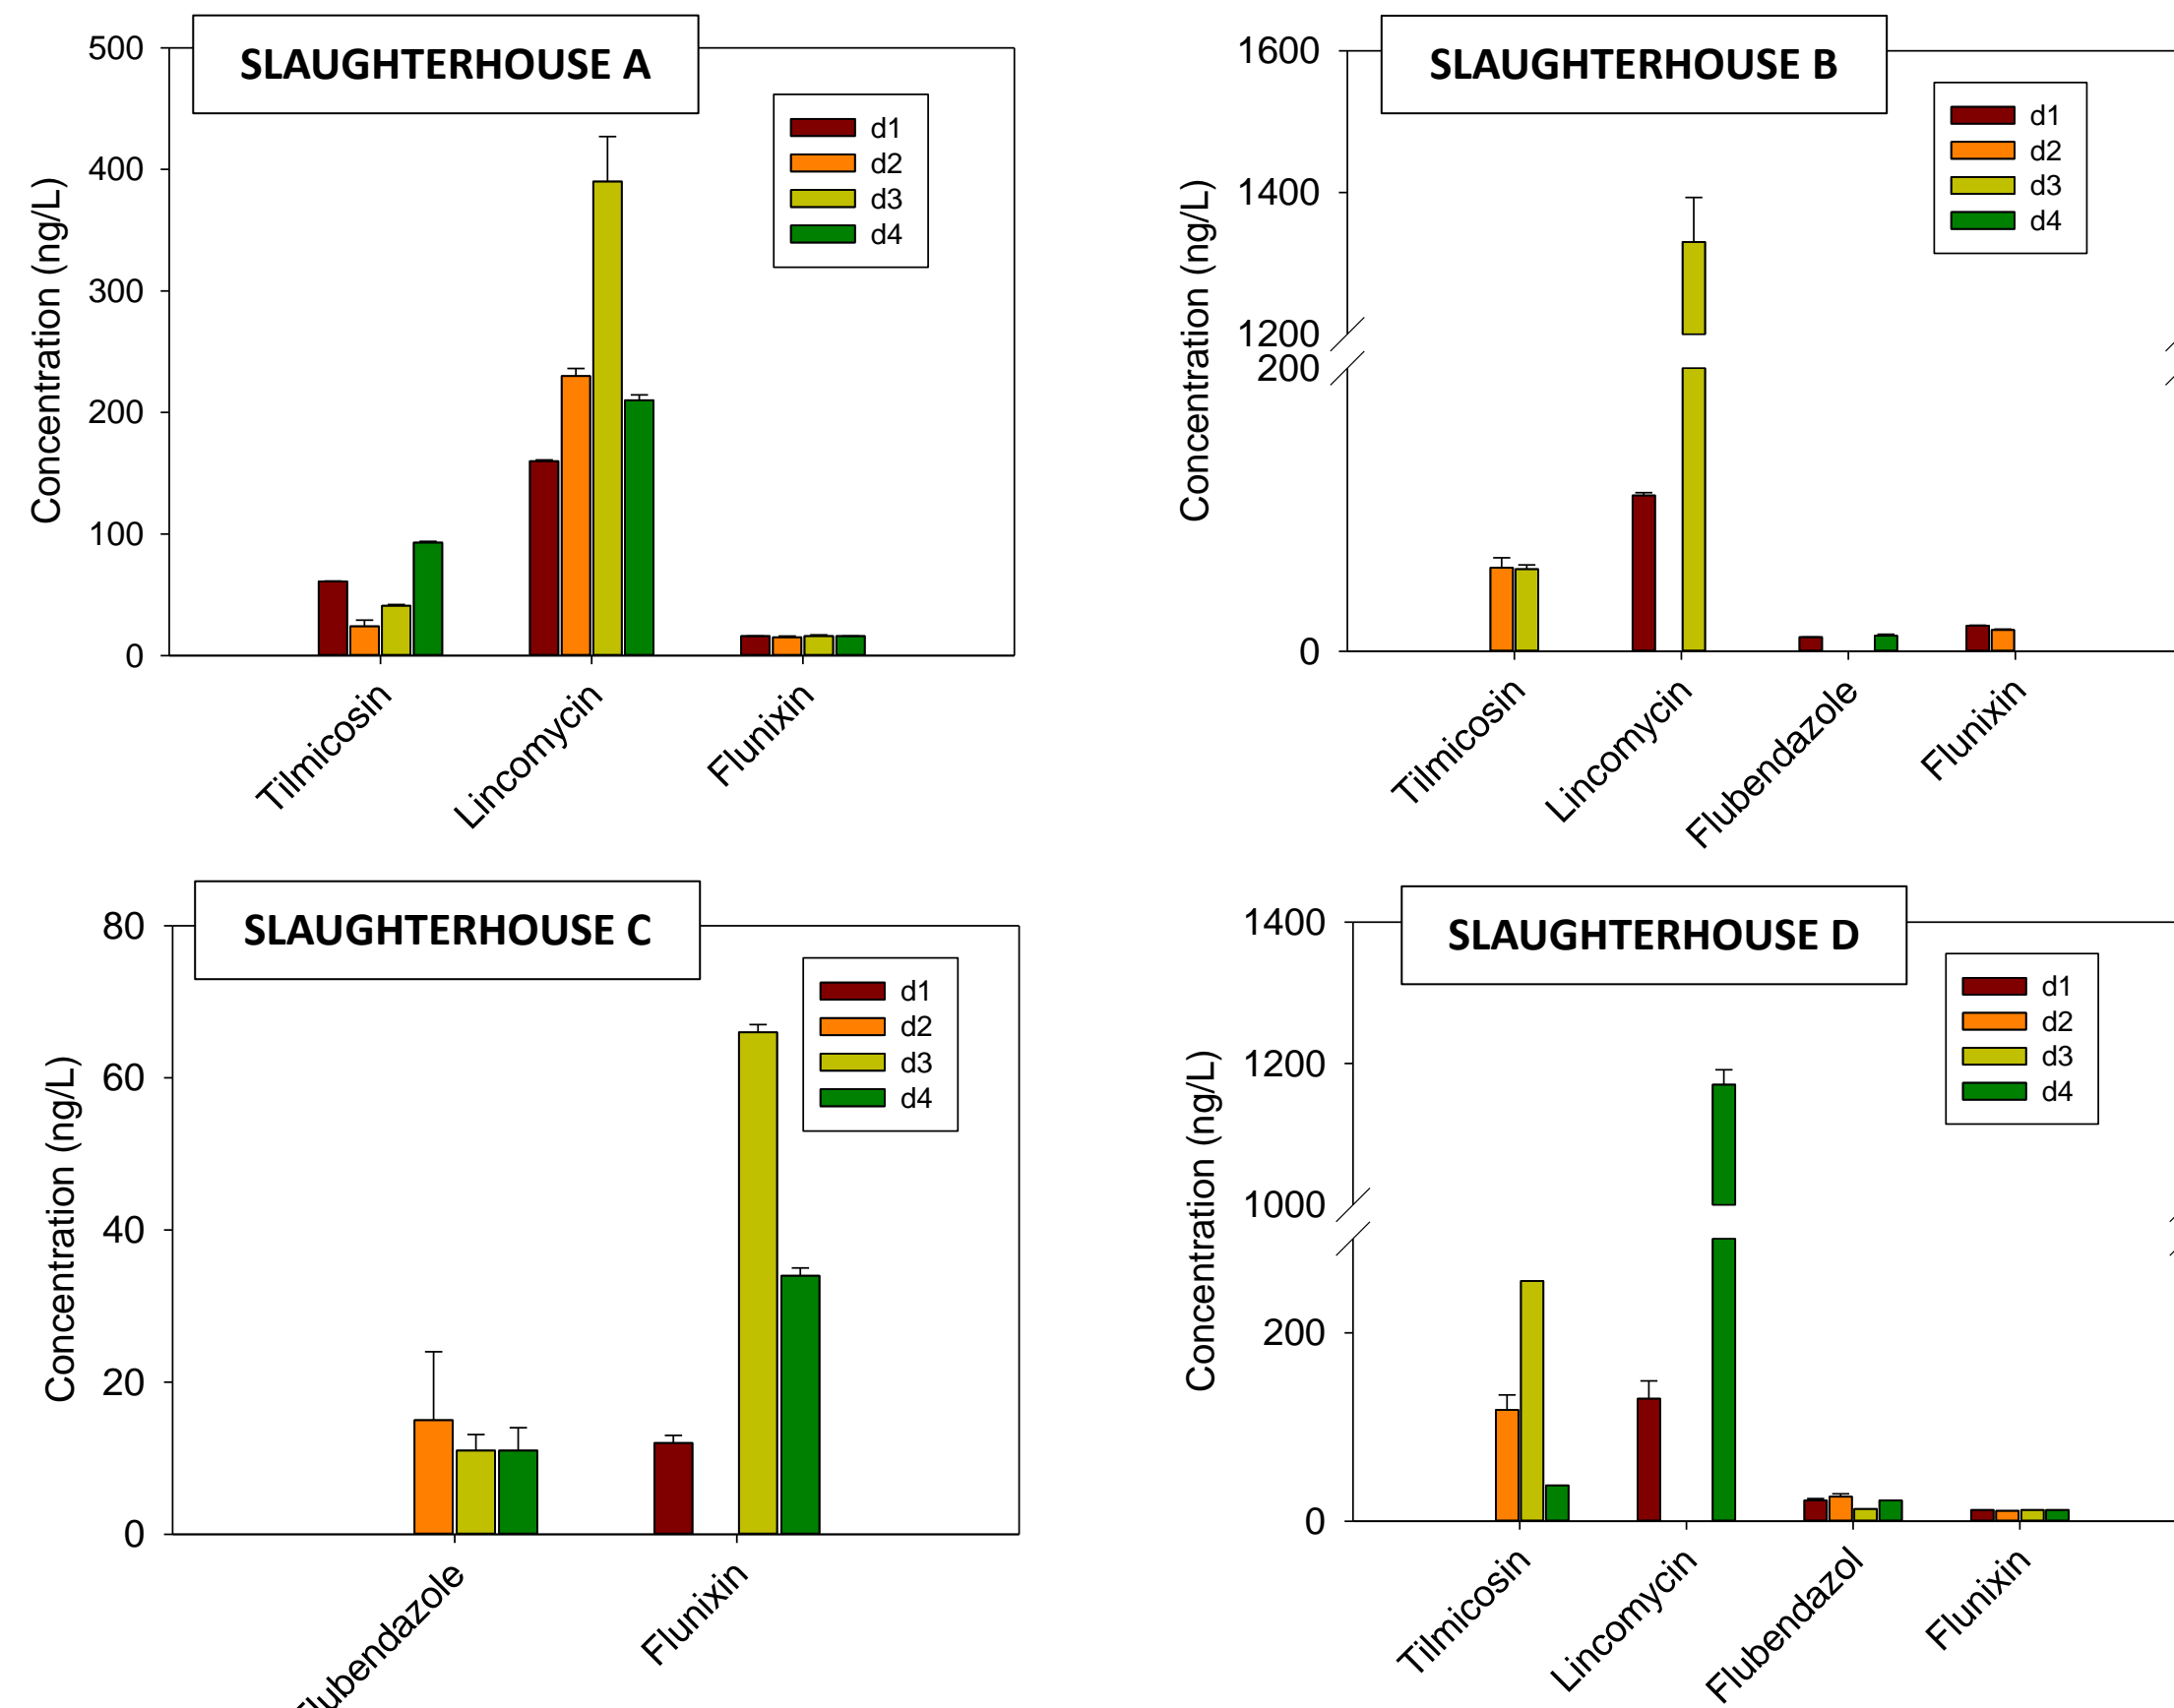 SLAUGHTERHOUSE A
500
400
300
200
100
0
Concentration (ng/L)
d1
d2
d3
d4
Tilmicosin
Lincomycin
Flunixin
SLAUGHTERHOUSE B
1600
1400
1200
200
0
Concentration (ng/L)
d1
d2
d3
d4
Tilmicosin
Lincomycin
Flubendazole
Flunixin
SLAUGHTERHOUSE C
80
60
40
20
0
Concentration (ng/L)
d1
d2
d3
d4
Flubendazole
Flunixin
SLAUGHTERHOUSE D
1400
1200
1000
200
0
Concentration (ng/L)
d1
d2
d3
d4
Tilmicosin
Lincomycin
Flubendazol
Flunixin